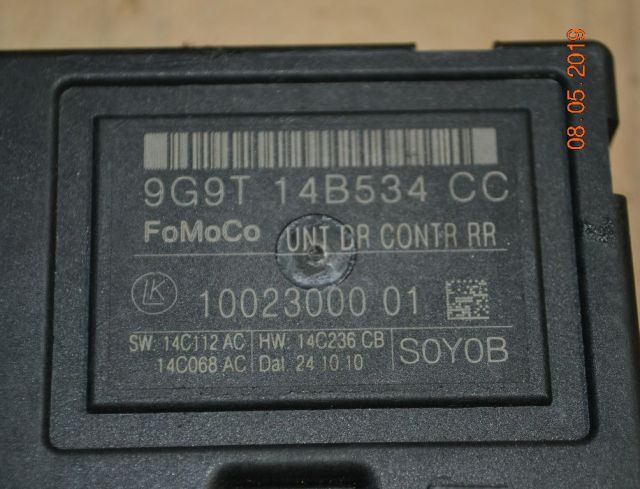 08.05.2019
9G9T 14B534 CC
FoMoCo UNT DR CONTR RR
LK 10023000 01
SW: 14C112 AC HW: 14C236 CB S0Y0B
14C068 AC Dat 24.10.10